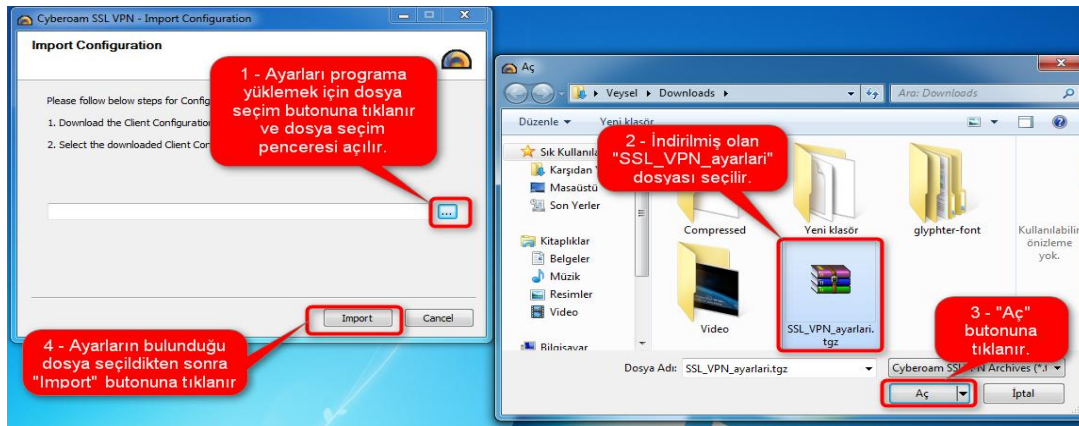 Cyberoam SSL VPN - Import Configuration
Import Configuration
1 - Ayarları programa
yüklemek için dosya
seçim butonuna tıklanır
ve dosya seçim
penceresi açılır.
Please follow below steps for Config
1. Download the Client Configuration
2. Select the downloaded Client Con
...
Import
Cancel
4 - Ayarların bulunduğu
dosya seçildikten sonra
"Import" butonuna tıklanır
Aç
Veysel Downloads
Ara: Downloads
Düzenle
Yeni klasör
2 - İndirilmiş olan
"SSL_VPN_ayarlari"
dosyası seçilir.
Sık Kullanıla
Karşıdan
Masaüstü
Son Yerler
Kitaplıklar
Belgeler
Müzik
Resimler
Video
Bilgisayar
Compressed
Yeni klasör
glyphter-font
Kullanılabilir
önizleme
yok.
Video
SSL_VPN_ayarlari.
tgz
3 - "Aç"
butonuna
tıklanır.
Dosya Adı: SSL_VPN_ayarlari.tgz
Cyberoam SS N Archives (*.t
Aç
İptal